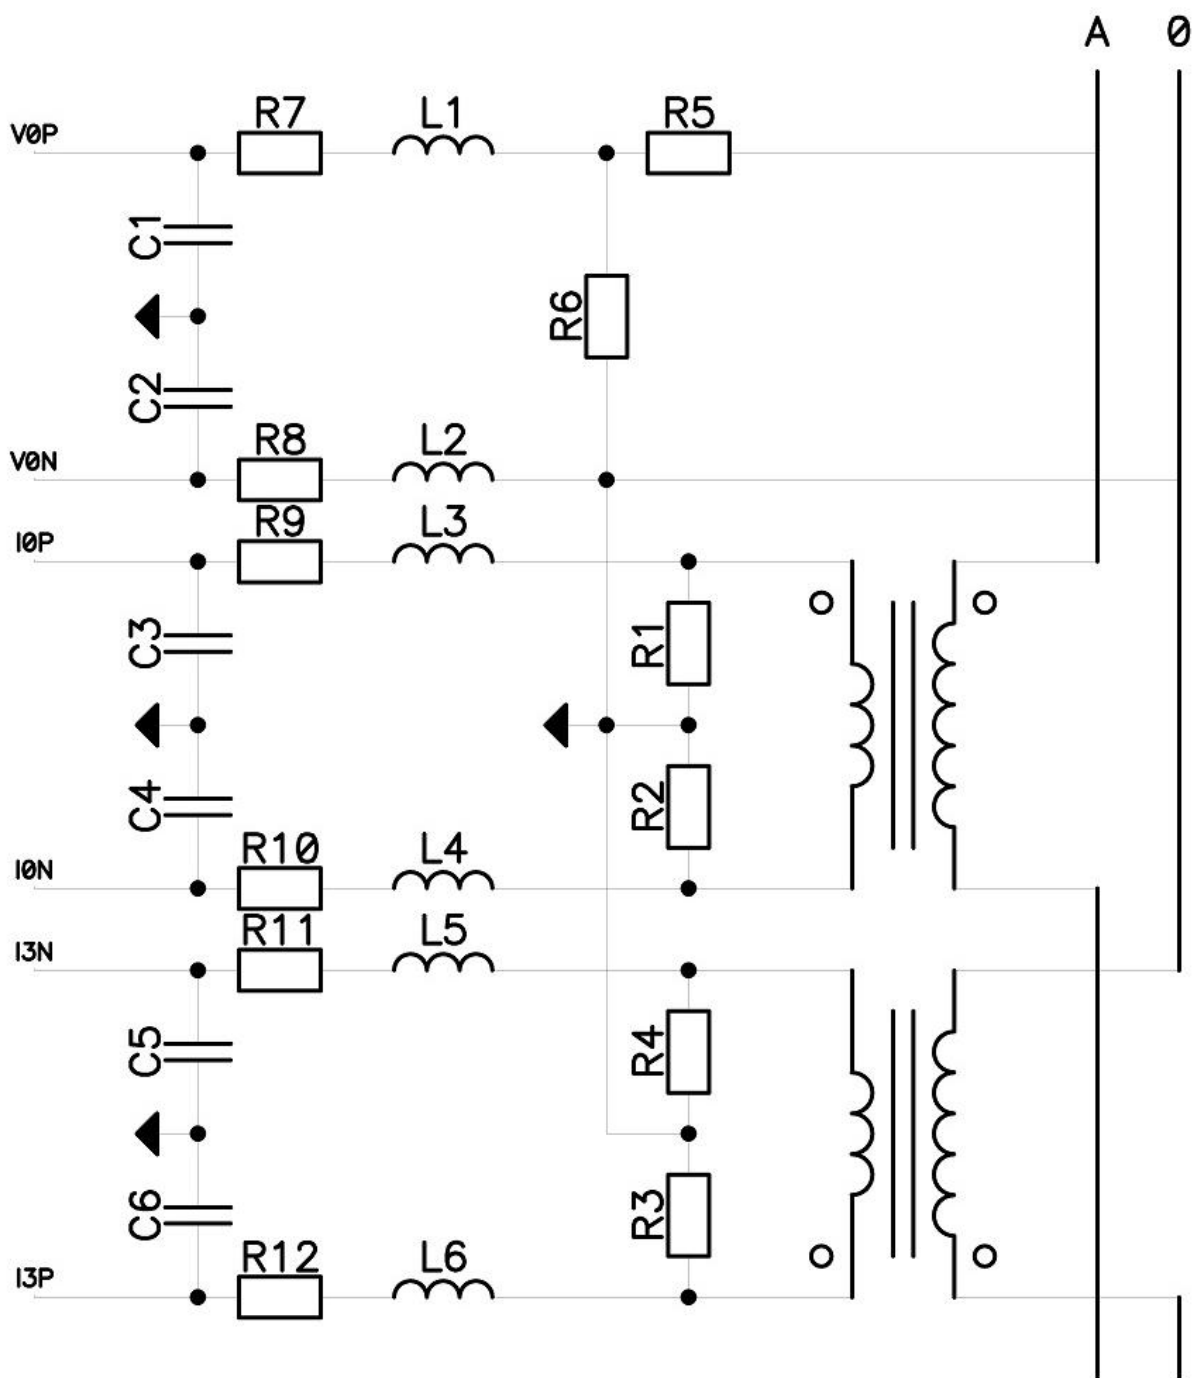 A 0
R7 L1 R5
V0P
C1
R6
C2
R8 L2
V0N
R9 L3
I0P
C3
R1
C4
R2
R10 L4
I0N
R11 L5
I3N
C5
R4
C6
R3
R12 L6
I3P